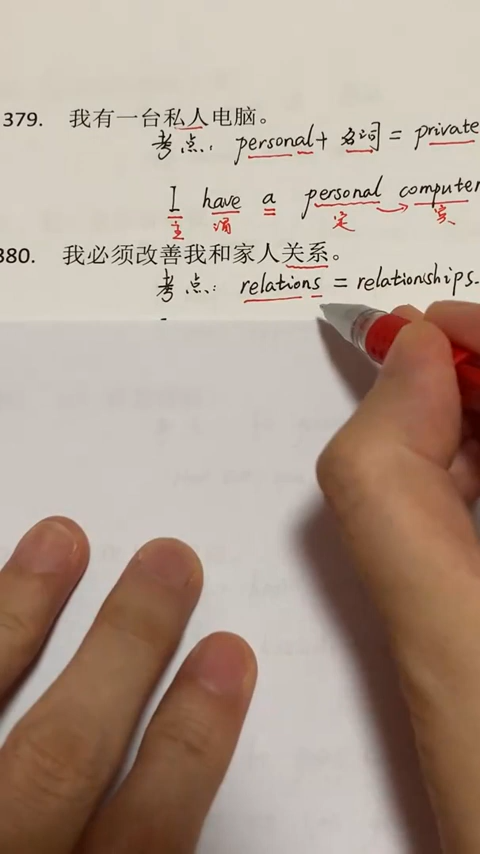 379. 我有一台私人电脑。
考点: personal + 名词 = private
I have a personal computer
主 谓 定 宾
380. 我必须改善我和家人关系。
考点: relations = relationships.